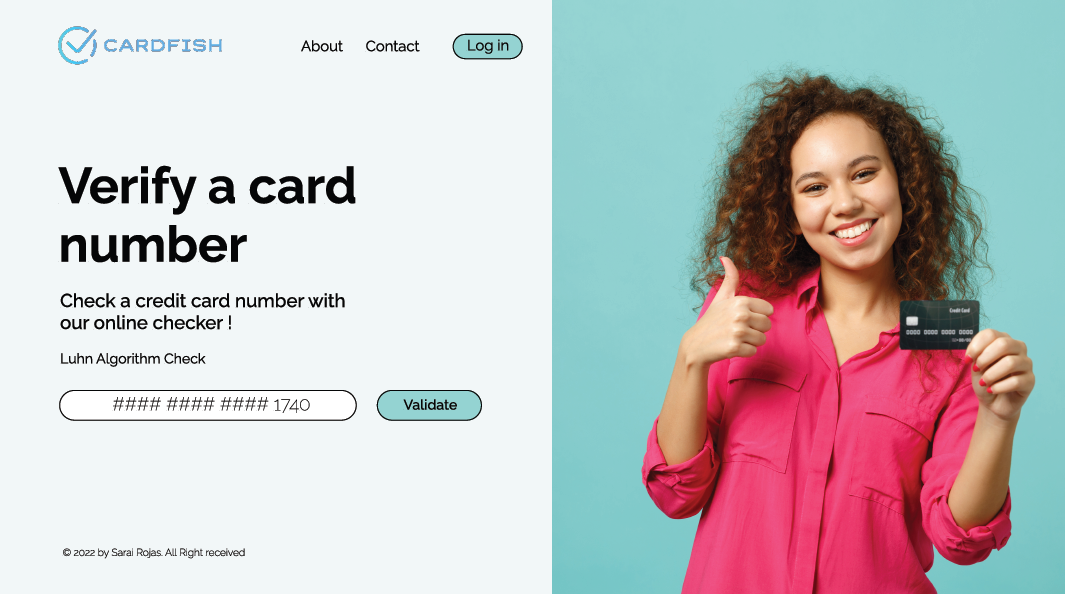 CARDFISH
About
Contact
Log in
Verify a card
number
Check a credit card number with
our online checker !
Luhn Algorithm Check
#### #### #### 1740
Validate
© 2022 by Sarai Rojas. All Right received
Credit Card
0000 0000 0000 0000